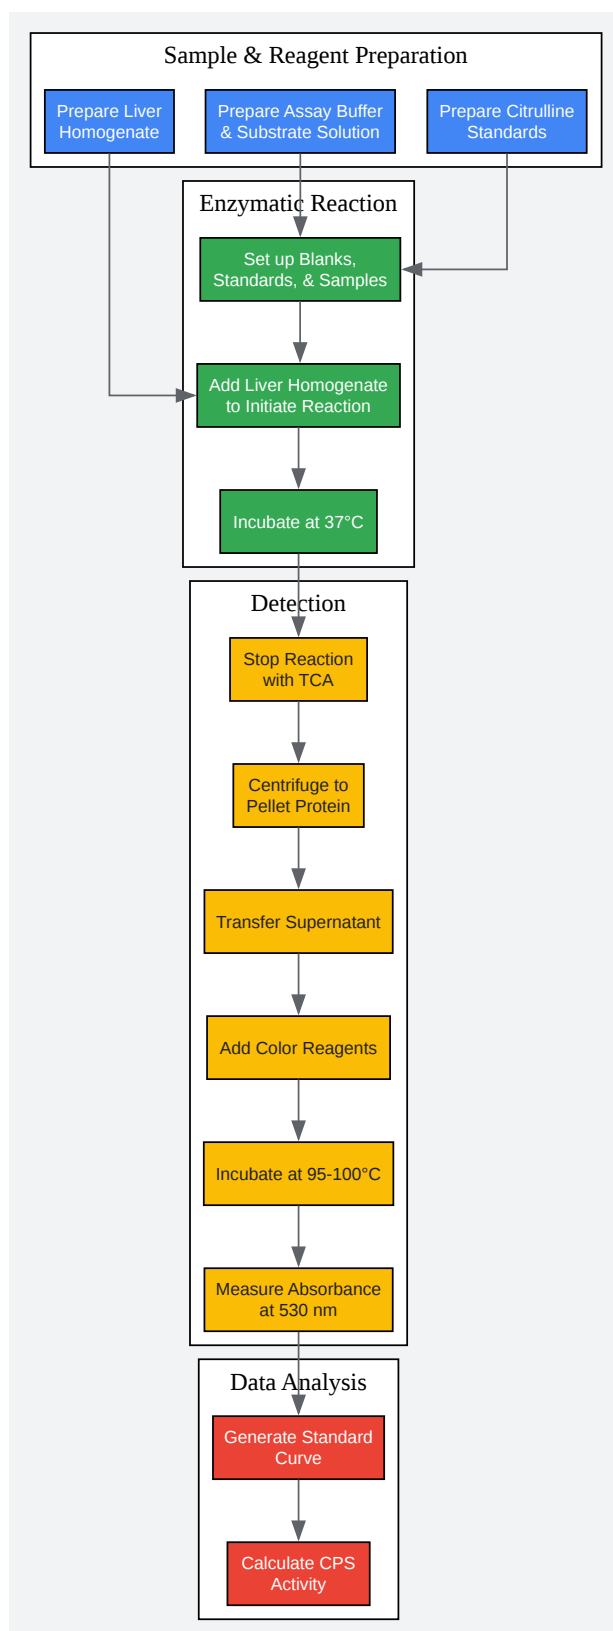 Sample & Reagent Preparation
Prepare Liver
Homogenate
Prepare Assay Buffer
& Substrate Solution
Prepare Citrulline
Standards
Enzymatic Reaction
Set up Blanks,
Standards, & Samples
Add Liver Homogenate
to Initiate Reaction
Incubate at 37°C
Detection
Stop Reaction
with TCA
Centrifuge to
Pellet Protein
Transfer Supernatant
Add Color Reagents
Incubate at 95-100°C
Measure Absorbance
at 530 nm
Data Analysis
Generate Standard
Curve
Calculate CPS
Activity